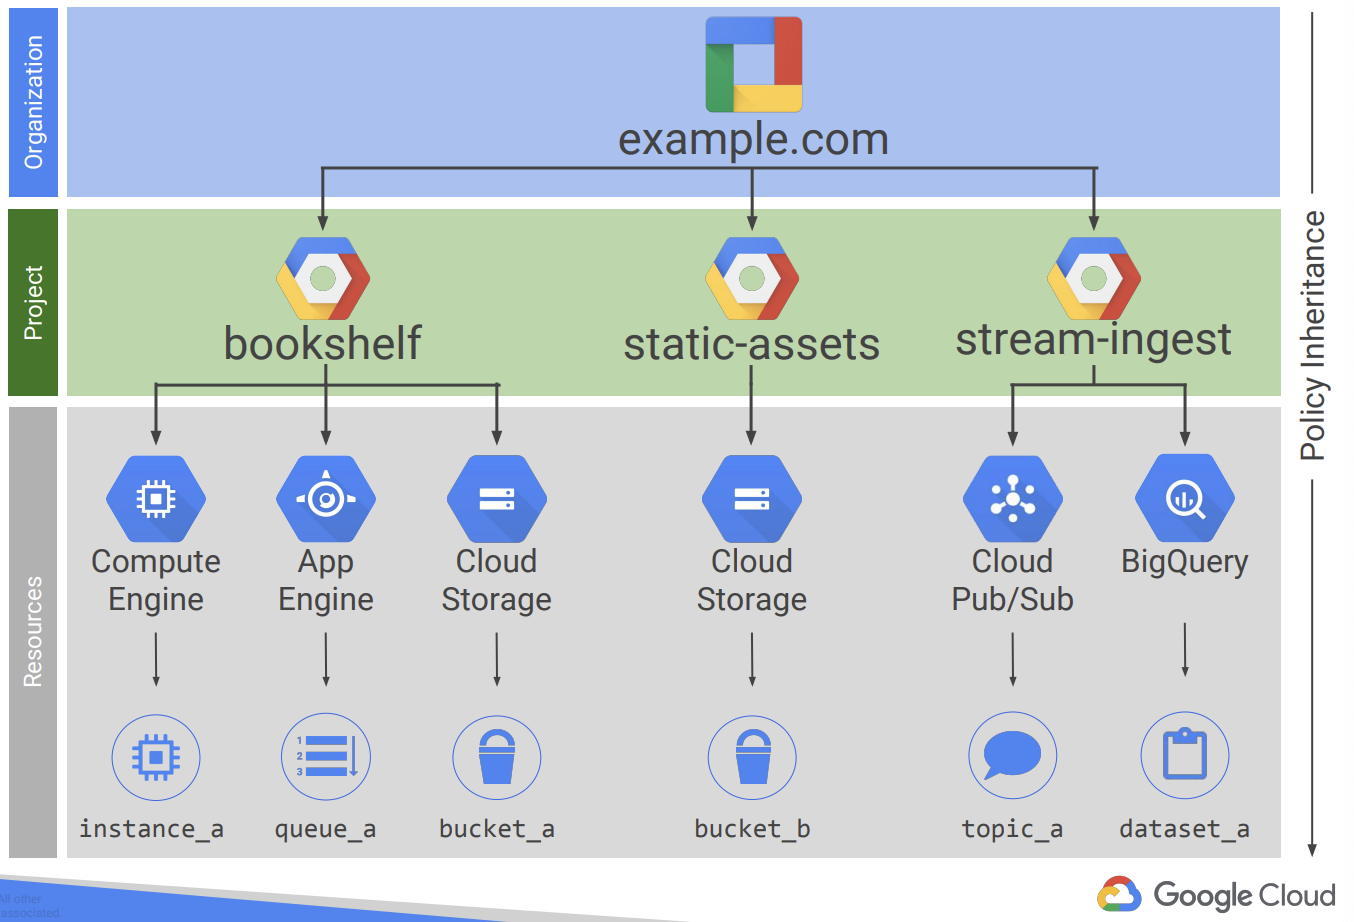 Organization
example.com
Project
bookshelf
static-assets
stream-ingest
Policy Inheritance
Resources
Compute
Engine
App
Engine
Cloud
Storage
Cloud
Storage
Cloud
Pub/Sub
BigQuery
1
2
3
instance_a
queue_a
bucket_a
bucket_b
topic_a
dataset_a
All other
associated
Google Cloud